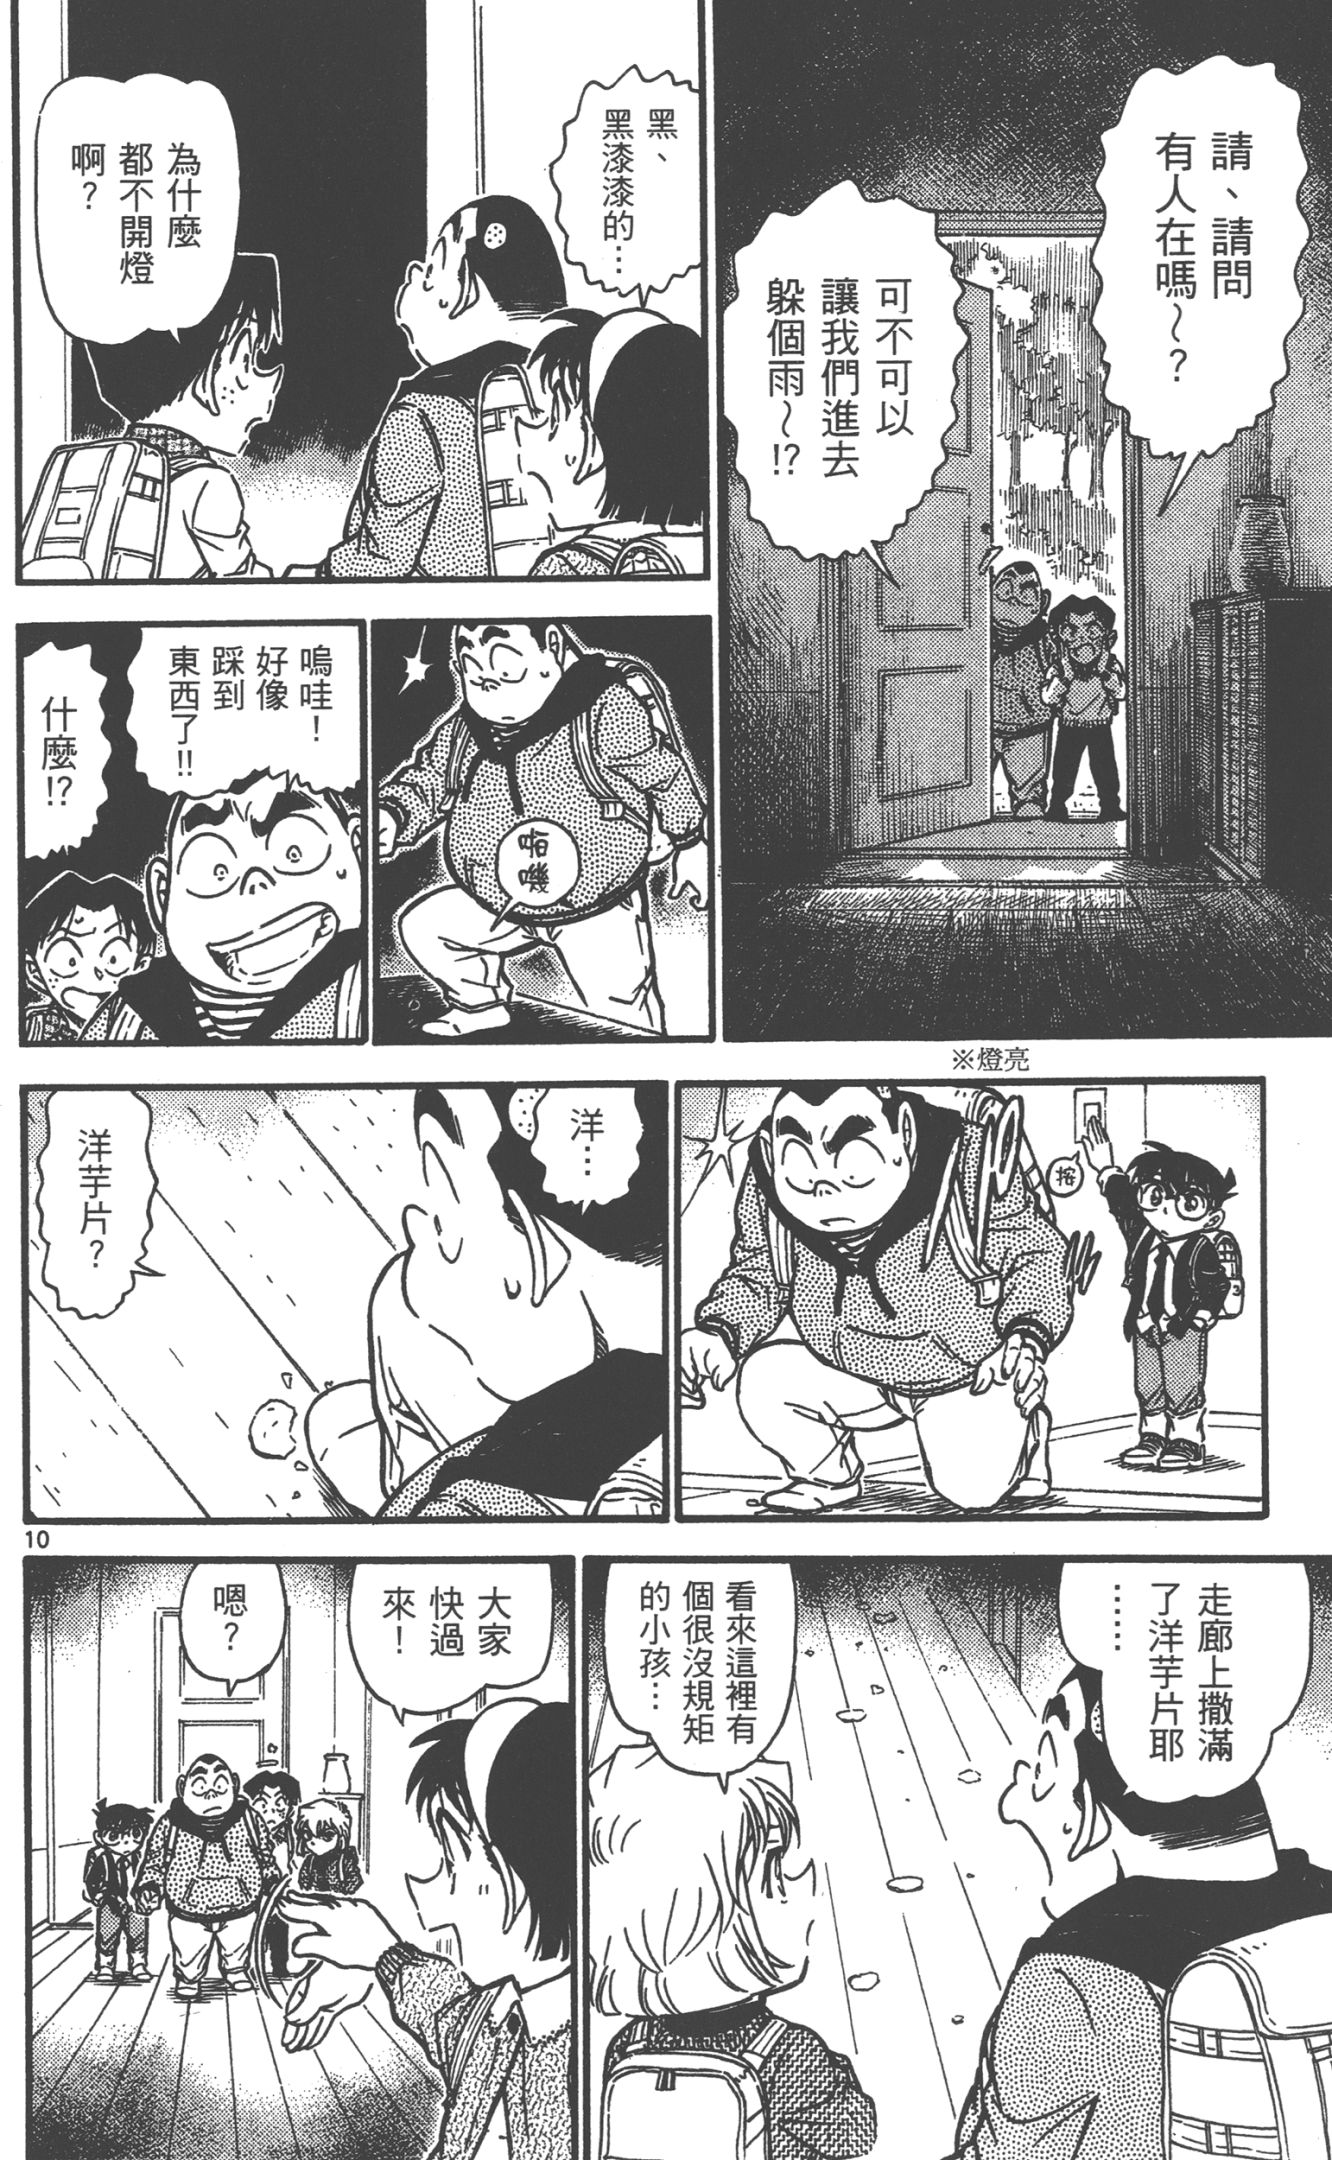 請、請問
有人在嗎～?
可不可以
讓我們進去
躲個雨～!?
黑、
黑漆漆的…
為什麼
都不開燈
啊?
啪嘰
嗚哇!
好像
踩到
東西了!!
什麼!?
※燈亮
按
洋…
洋芋片?
10
走廊上撒滿
了洋芋片耶
……
看來這裡有
個很沒規矩
的小孩…
大家
快過
來!
嗯?